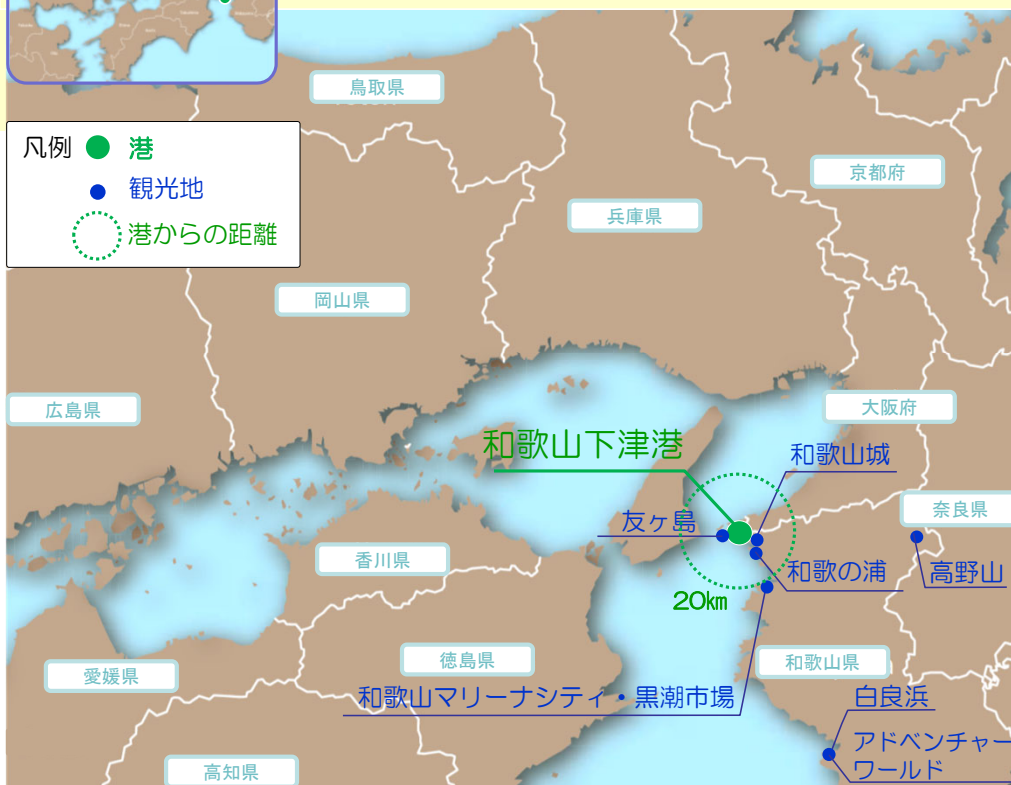 鳥取県
凡例 港
観光地
港からの距離
京都府
兵庫県
岡山県
広島県
大阪府
和歌山下津港
和歌山城
友ヶ島
奈良県
香川県
和歌の浦
高野山
20km
徳島県
和歌山県
愛媛県
和歌山マリーナシティ・黒潮市場
白良浜
アドベンチャー
ワールド
高知県